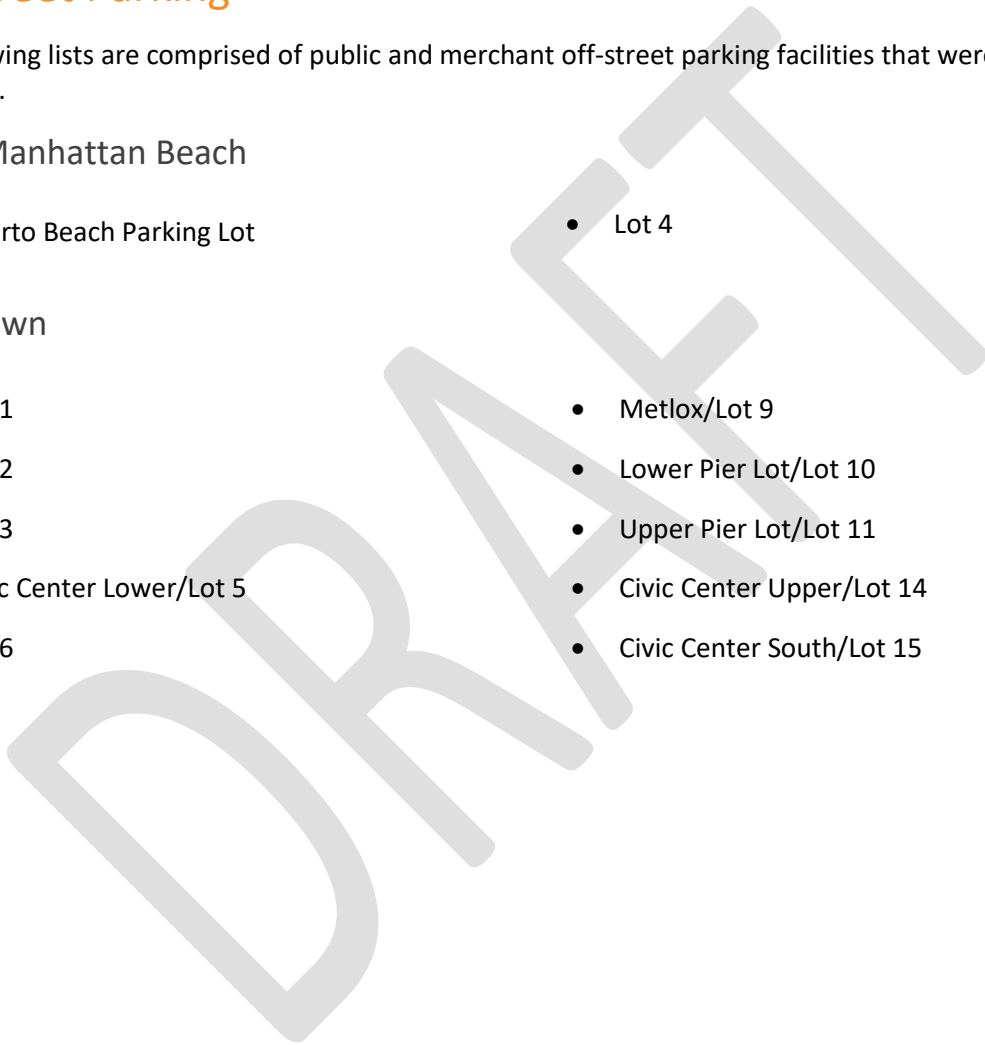 Parking
ving lists are comprised of public and merchant off-street parking facilities that were
.
Manhattan Beach
rto Beach Parking Lot
• Lot 4
wn
1
2
3
c Center Lower/Lot 5
6
• Metlox/Lot 9
• Lower Pier Lot/Lot 10
• Upper Pier Lot/Lot 11
• Civic Center Upper/Lot 14
• Civic Center South/Lot 15
DRAFT